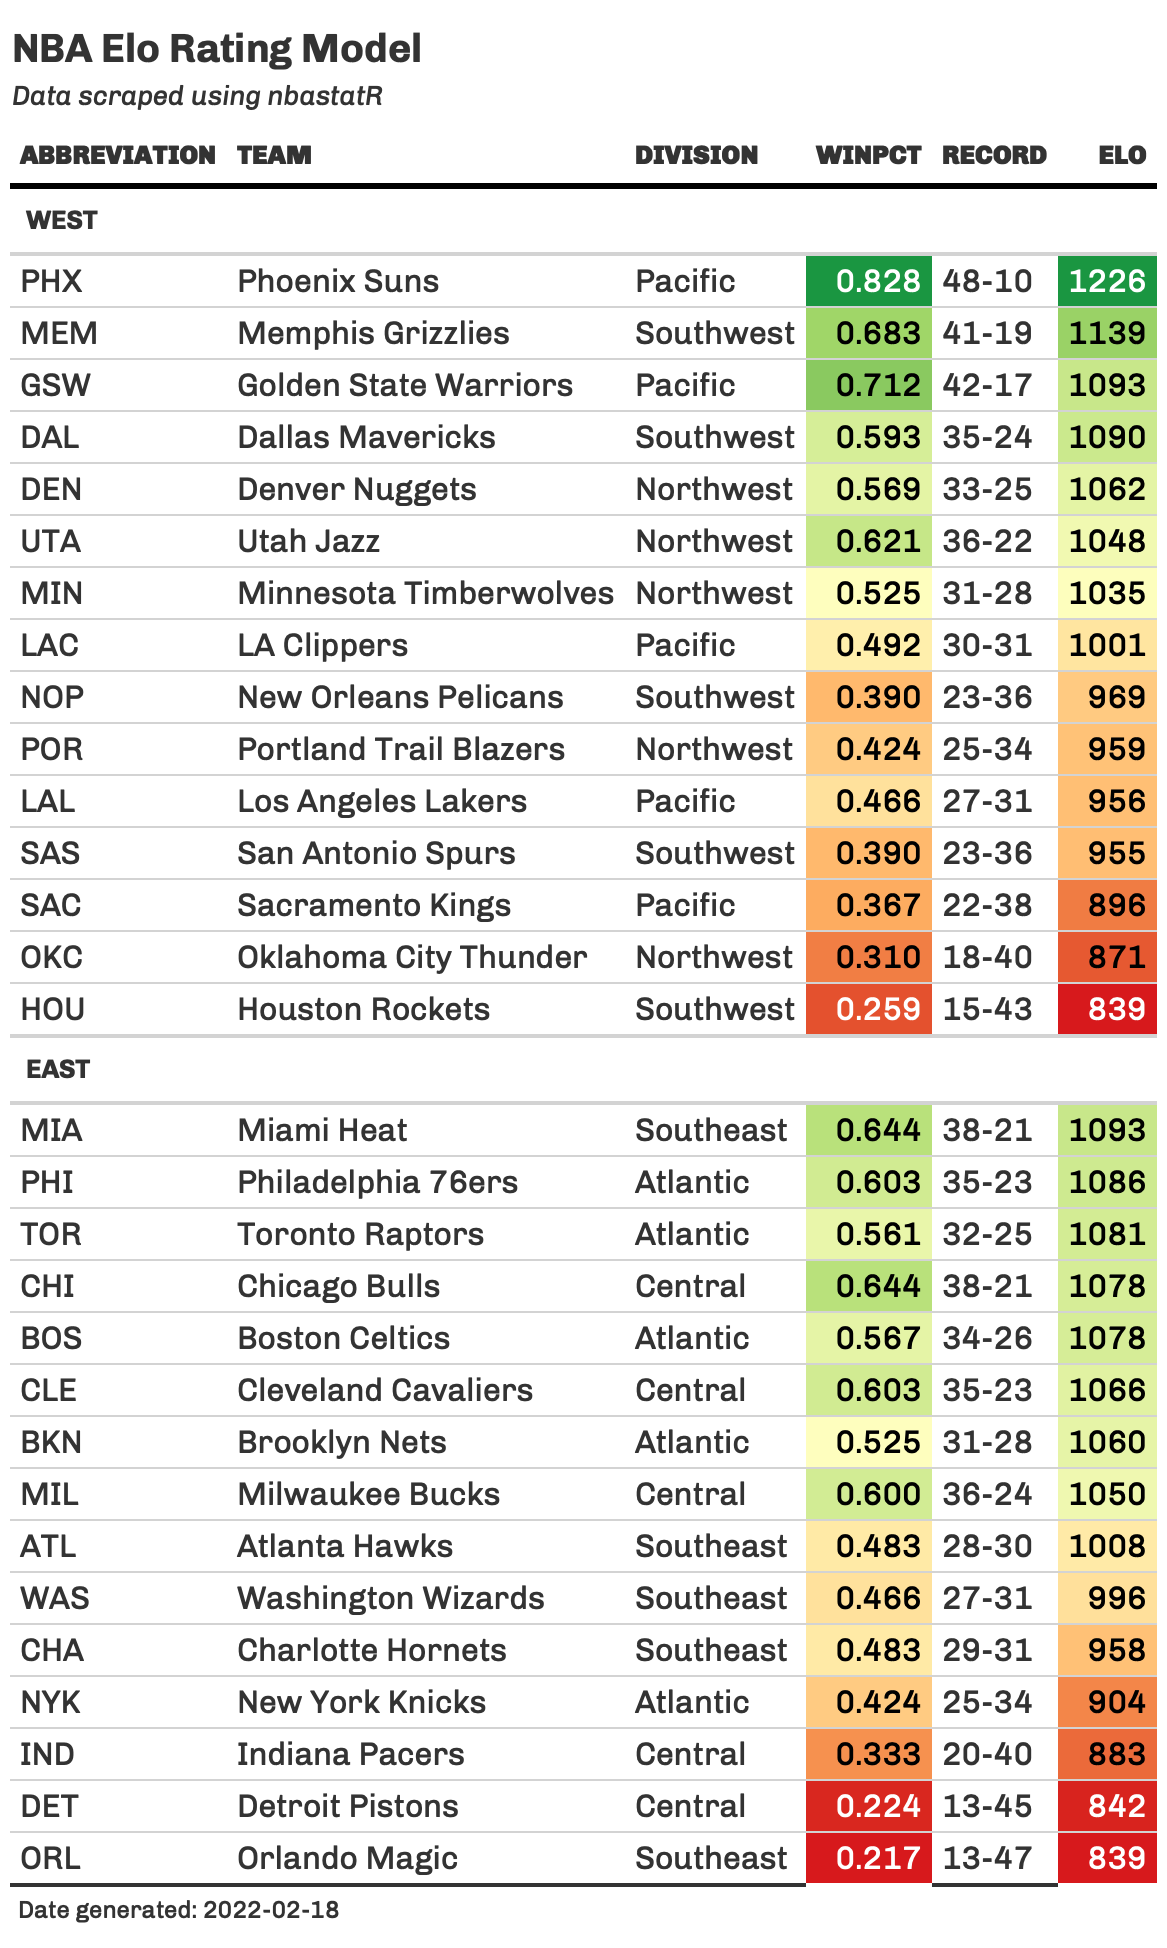 NBA Elo Rating Model
Data scraped using nbastatR
ABBREVIATION TEAM DIVISION WINPCT RECORD ELO
WEST
PHX Phoenix Suns Pacific 0.828 48-10 1226
MEM Memphis Grizzlies Southwest 0.683 41-19 1139
GSW Golden State Warriors Pacific 0.712 42-17 1093
DAL Dallas Mavericks Southwest 0.593 35-24 1090
DEN Denver Nuggets Northwest 0.569 33-25 1062
UTA Utah Jazz Northwest 0.621 36-22 1048
MIN Minnesota Timberwolves Northwest 0.525 31-28 1035
LAC LA Clippers Pacific 0.492 30-31 1001
NOP New Orleans Pelicans Southwest 0.390 23-36 969
POR Portland Trail Blazers Northwest 0.424 25-34 959
LAL Los Angeles Lakers Pacific 0.466 27-31 956
SAS San Antonio Spurs Southwest 0.390 23-36 955
SAC Sacramento Kings Pacific 0.367 22-38 896
OKC Oklahoma City Thunder Northwest 0.310 18-40 871
HOU Houston Rockets Southwest 0.259 15-43 839
EAST
MIA Miami Heat Southeast 0.644 38-21 1093
PHI Philadelphia 76ers Atlantic 0.603 35-23 1086
TOR Toronto Raptors Atlantic 0.561 32-25 1081
CHI Chicago Bulls Central 0.644 38-21 1078
BOS Boston Celtics Atlantic 0.567 34-26 1078
CLE Cleveland Cavaliers Central 0.603 35-23 1066
BKN Brooklyn Nets Atlantic 0.525 31-28 1060
MIL Milwaukee Bucks Central 0.600 36-24 1050
ATL Atlanta Hawks Southeast 0.483 28-30 1008
WAS Washington Wizards Southeast 0.466 27-31 996
CHA Charlotte Hornets Southeast 0.483 29-31 958
NYK New York Knicks Atlantic 0.424 25-34 904
IND Indiana Pacers Central 0.333 20-40 883
DET Detroit Pistons Central 0.224 13-45 842
ORL Orlando Magic Southeast 0.217 13-47 839
Date generated: 2022-02-18